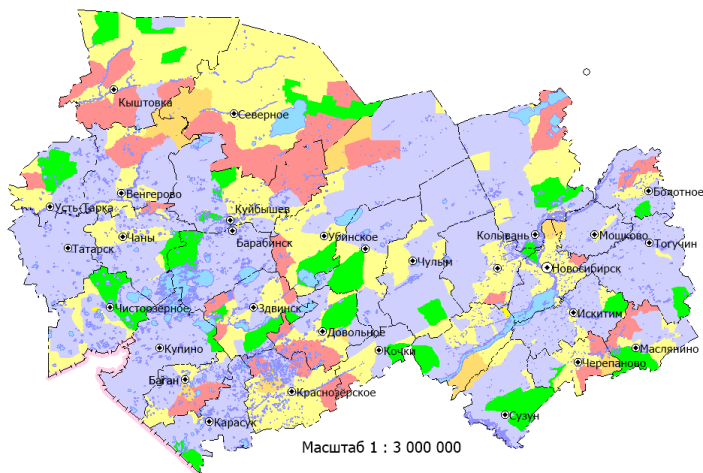 Кыштовка
Северное
Болотное
Венгерово
Усть-Тарка
Куйбышев
Барабинск
Чаны
Татарск
Убинское
Колывань
Мошково
Тогучин
Чулым
Новосибирск
Чистоозерное
Здвинск
Искитим
Довольное
Купино
Кочки
Маслянино
Черепаново
Баган
Краснозерское
Карасук
Сузун
Масштаб 1 : 3 000 000